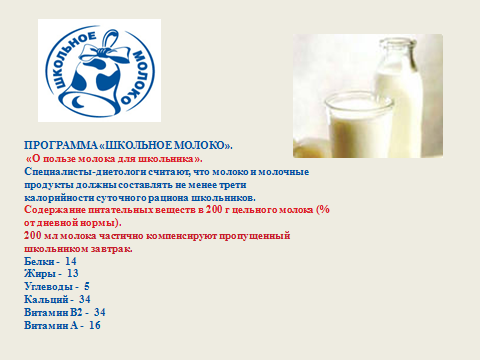 ШКОЛЬНОЕ МОЛОКО
ПРОГРАММА «ШКОЛЬНОЕ МОЛОКО».
«О пользе молока для школьника».
Специалисты-диетологи считают, что молоко и молочные
продукты должны составлять не менее трети
калорийности суточного рациона школьников.
Содержание питательных веществ в 200 г цельного молока (%
от дневной нормы).
200 мл молока частично компенсируют пропущенный
школьником завтрак.
Белки - 14
Жиры - 13
Углеводы - 5
Кальций - 34
Витамин В2 - 34
Витамин А - 16